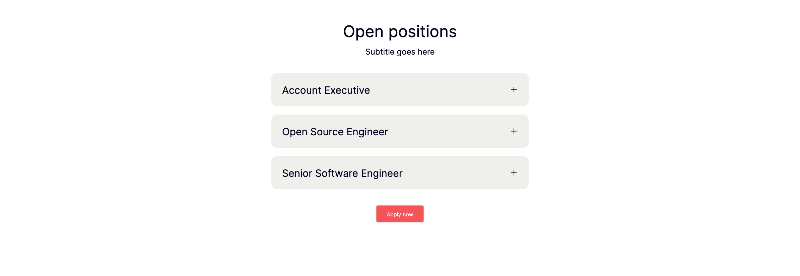 Open positions
Subtitle goes here
Account Executive
Open Source Engineer
Senior Software Engineer
Apply now